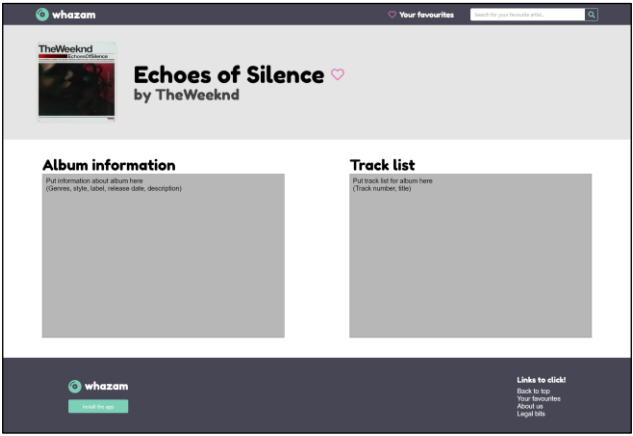 whazam
Your favourites
Search for your favourite artist...
TheWeeknd
EchoesOfSilence
Echoes of Silence
by TheWeeknd
Album information
Put information about album here
(Genres, style, label, release date, description)
Track list
Put track list for album here
(Track number, title)
whazam
Install the app
Links to click!
Back to top
Your favourites
About us
Legal bits